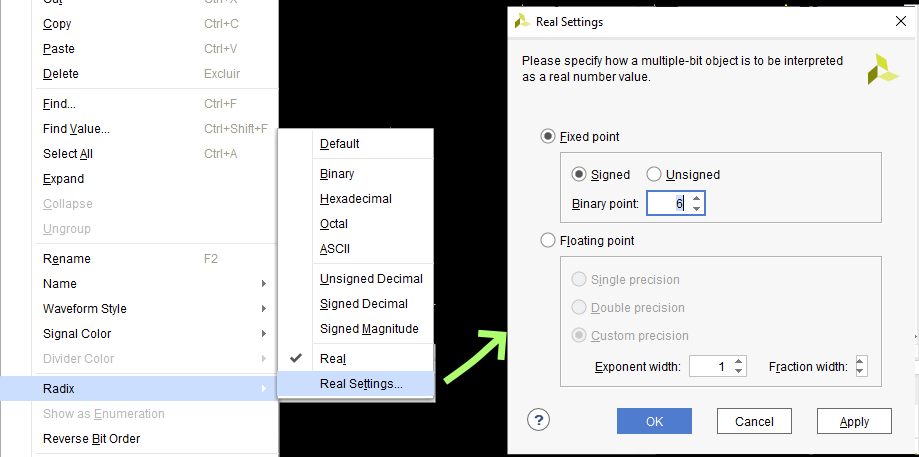 Cut Ctrl+X
Copy Ctrl+C
Paste Ctrl+V
Delete Excluir
Find... Ctrl+F
Find Value... Ctrl+Shift+F
Select All Ctrl+A
Expand
Collapse
Ungroup
Rename F2
Name
Waveform Style
Signal Color
Divider Color
Radix
Show as Enumeration
Reverse Bit Order
Default
Binary
Hexadecimal
Octal
ASCII
Unsigned Decimal
Signed Decimal
Signed Magnitude
Real
Real Settings...
Real Settings
Please specify how a multiple-bit object is to be interpreted
as a real number value.
Fixed point
Signed Unsigned
Binary point: 6
Floating point
Single precision
Double precision
Custom precision
Exponent width: 1 Fraction width:
? OK Cancel Apply